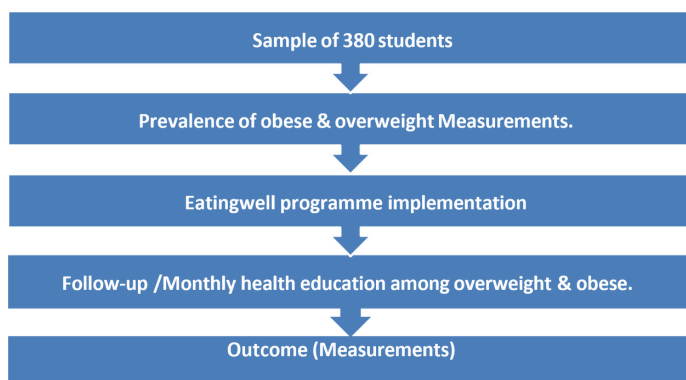 Sample of 380 students
Prevalence of obese & overweight Measurements.
Eatingwell programme implementation
Follow-up /Monthly health education among overweight & obese.
Outcome (Measurements)